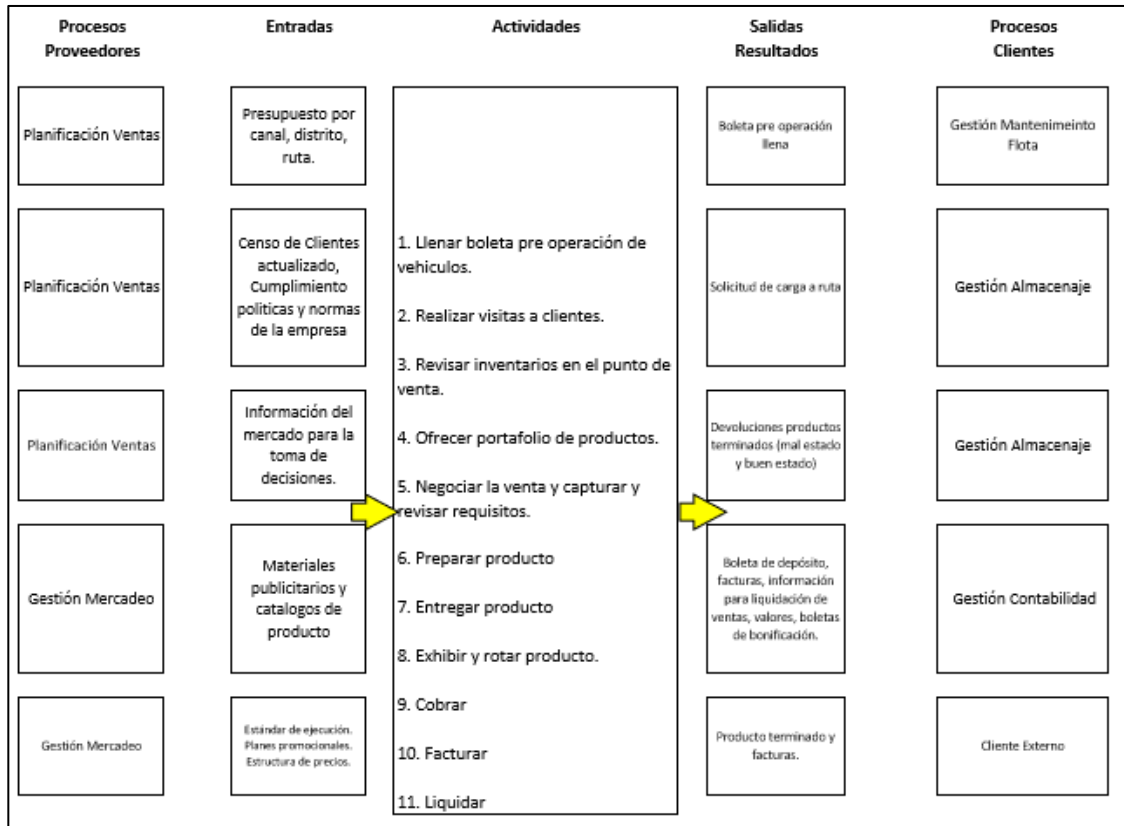 Procesos
Proveedores
Entradas
Actividades
Salidas
Resultados
Procesos
Clientes
Planificación Ventas
Presupuesto por
canal, distrito,
ruta.
Boleta pre operación
llena
Gestión Mantenimeinto
Flota
Planificación Ventas
Censo de Clientes
actualizado,
Cumplimiento
politicas y normas
de la empresa
Solicitud de carga a ruta
Gestión Almacenaje
Planificación Ventas
Información del
mercado para la
toma de
decisiones.
Devoluciones productos
terminados (mal estado
y buen estado)
Gestión Almacenaje
Gestión Mercadeo
Materiales
publicitarios y
catalogos de
producto
Boleta de depósito,
facturas, información
para liquidación de
ventas, valores, boletas
de bonificación.
Gestión Contabilidad
Gestión Mercadeo
Estándar de ejecución.
Planes promocionales.
Estructura de precios.
Producto terminado y
facturas.
Cliente Externo
1. Llenar boleta pre operación de
vehiculos.
2. Realizar visitas a clientes.
3. Revisar inventarios en el punto de
venta.
4. Ofrecer portafolio de productos.
5. Negociar la venta y capturar y
revisar requisitos.
6. Preparar producto
7. Entregar producto
8. Exhibir y rotar producto.
9. Cobrar
10. Facturar
11. Liquidar